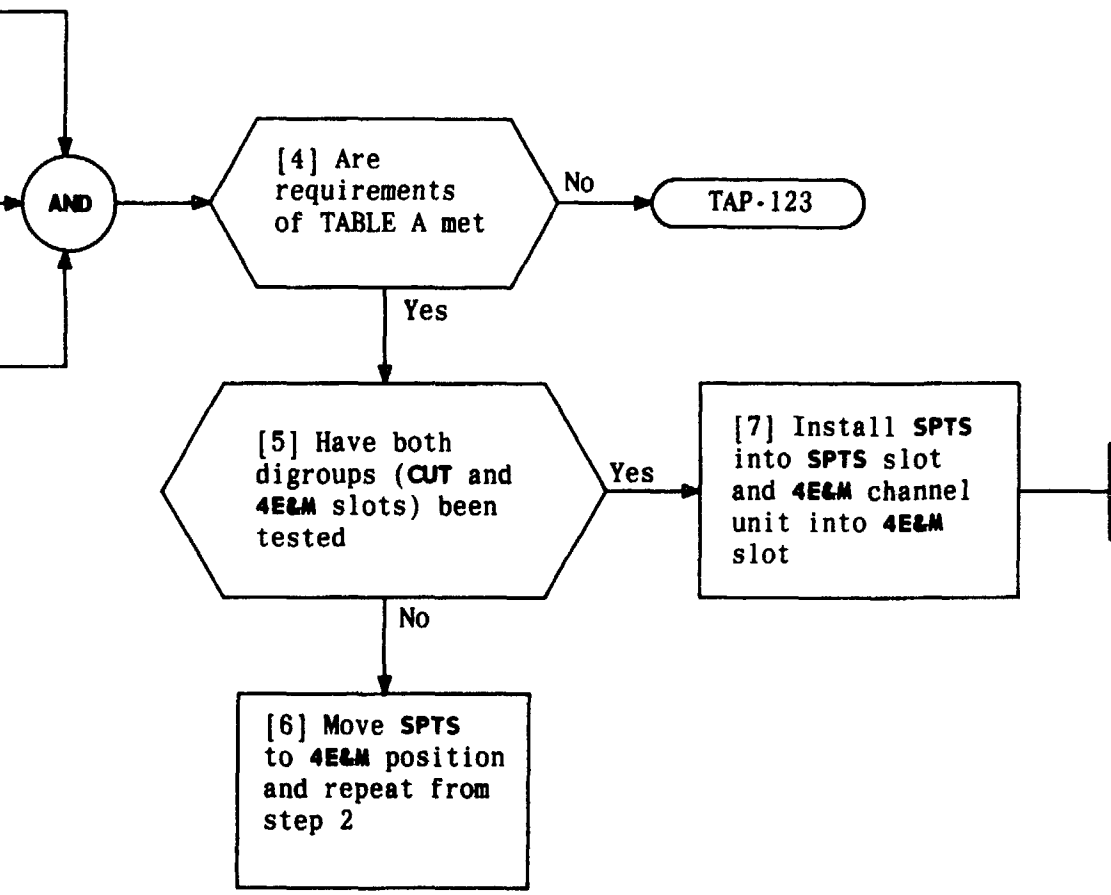 [4] Are
requirements
of TABLE A met
AND
No
TAP-123
Yes
[5] Have both
digroups (CUT and
4E&M slots) been
tested
Yes
[7] Install SPTS
into SPTS slot
and 4E&M channel
unit into 4E&M
slot
No
[6] Move SPTS
to 4E&M position
and repeat from
step 2